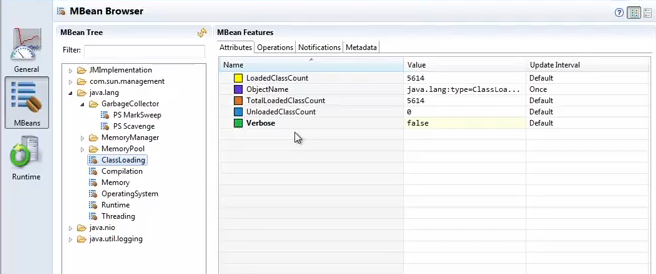 MBean Browser
General
MBeans
Runtime
MBean Tree
Filter:
JMImplementation
com.sun.management
java.lang
GarbageCollector
PS MarkSweep
PS Scavenge
MemoryManager
MemoryPool
ClassLoading
Compilation
Memory
OperatingSystem
Runtime
Threading
java.nio
java.util.logging
MBean Features
Attributes Operations Notifications Metadata
Name Value Update Interval
LoadedClassCount 5614 Default
ObjectName java.lang:type=ClassLoa... Once
TotalLoadedClassCount 5614 Default
UnloadedClassCount 0 Default
Verbose false Default